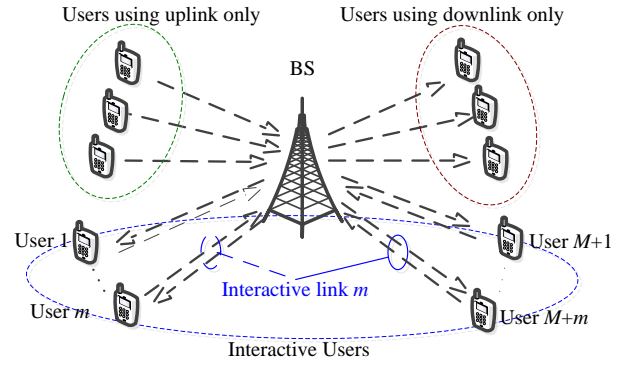 Users using uplink only
Users using downlink only
BS
User 1
User M+1
Interactive link m
User m
User M+m
Interactive Users